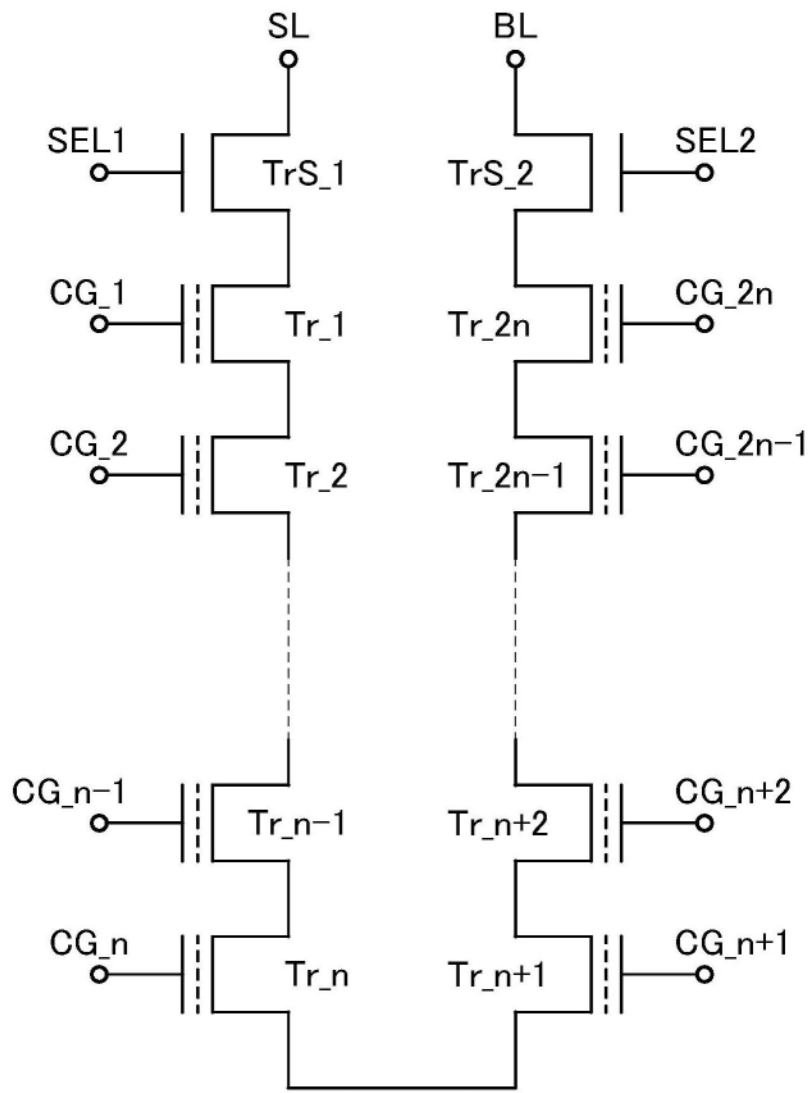 SL BL
SEL1 TrS_1 TrS_2 SEL2
CG_1 Tr_1 Tr_2n CG_2n
CG_2 Tr_2 Tr_2n-1 CG_2n-1
CG_n-1 Tr_n-1 Tr_n+2 CG_n+2
CG_n Tr_n Tr_n+1 CG_n+1